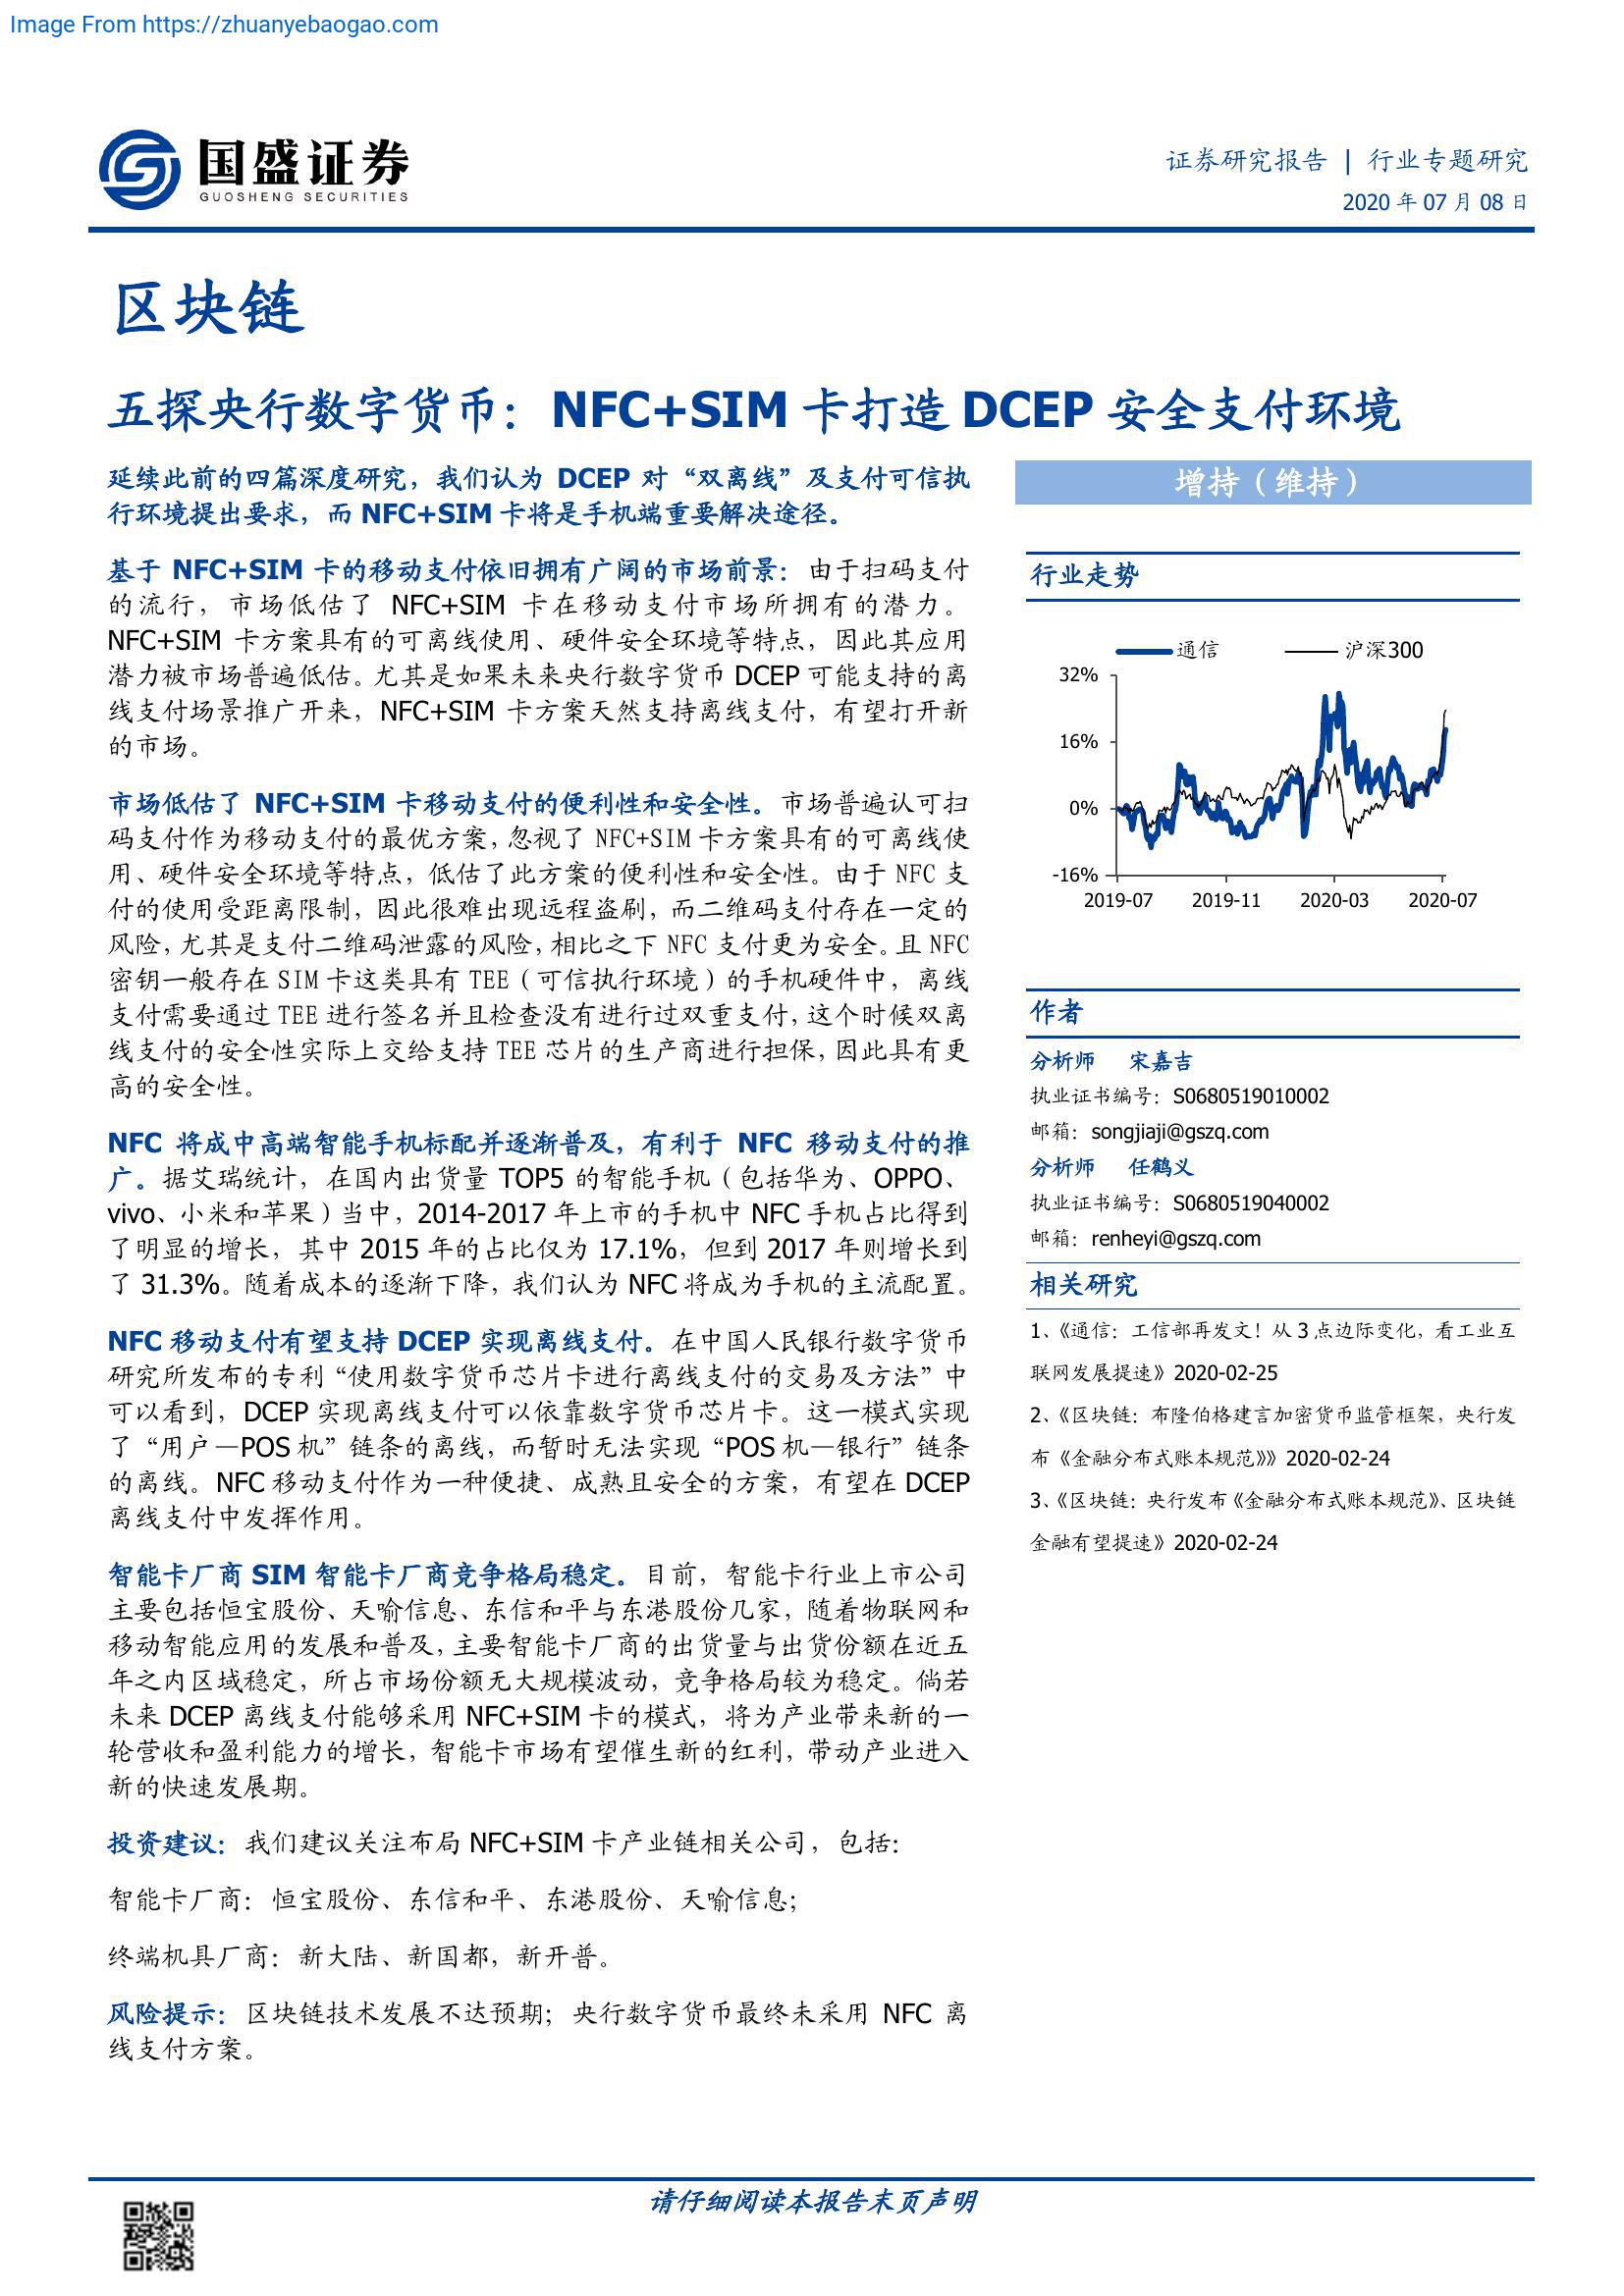 Image From https://zhuanyebaogao.com
国盛证券
GUOSHENG SECURITIES
证券研究报告 | 行业专题研究
2020 年 07 月 08 日
区块链
五探央行数字货币：NFC+SIM 卡打造 DCEP 安全支付环境
延续此前的四篇深度研究，我们认为 DCEP 对“双离线”及支付可信执
行环境提出要求，而 NFC+SIM 卡将是手机端重要解决途径。
基于 NFC+SIM 卡的移动支付依旧拥有广阔的市场前景：由于扫码支付
的流行，市场低估了 NFC+SIM 卡在移动支付市场所拥有的潜力。
NFC+SIM 卡方案具有的可离线使用、硬件安全环境等特点，因此其应用
潜力被市场普遍低估。尤其是如果未来央行数字货币 DCEP 可能支持的离
线支付场景推广开来，NFC+SIM 卡方案天然支持离线支付，有望打开新
的市场。
市场低估了 NFC+SIM 卡移动支付的便利性和安全性。市场普遍认可扫
码支付作为移动支付的最优方案，忽视了 NFC+SIM 卡方案具有的可离线使
用、硬件安全环境等特点，低估了此方案的便利性和安全性。由于 NFC 支
付的使用受距离限制，因此很难出现远程盗刷，而二维码支付存在一定的
风险，尤其是支付二维码泄露的风险，相比之下 NFC 支付更为安全。且 NFC
密钥一般存在 SIM 卡这类具有 TEE（可信执行环境）的手机硬件中，离线
支付需要通过 TEE 进行签名并且检查没有进行过双重支付，这个时候双离
线支付的安全性实际上交给支持 TEE 芯片的生产商进行担保，因此具有更
高的安全性。
NFC 将成中高端智能手机标配并逐渐普及，有利于 NFC 移动支付的推
广。据艾瑞统计，在国内出货量 TOP5 的智能手机（包括华为、OPPO、
vivo、小米和苹果）当中，2014-2017 年上市的手机中 NFC 手机占比得到
了明显的增长，其中 2015 年的占比仅为 17.1%，但到 2017 年则增长到
了 31.3%。随着成本的逐渐下降，我们认为 NFC 将成为手机的主流配置。
NFC 移动支付有望支持 DCEP 实现离线支付。在中国人民银行数字货币
研究所发布的专利“使用数字货币芯片卡进行离线支付的交易及方法”中
可以看到，DCEP 实现离线支付可以依靠数字货币芯片卡。这一模式实现
了“用户—POS 机”链条的离线，而暂时无法实现“POS 机—银行”链条
的离线。NFC 移动支付作为一种便捷、成熟且安全的方案，有望在 DCEP
离线支付中发挥作用。
智能卡厂商 SIM 智能卡厂商竞争格局稳定。目前，智能卡行业上市公司
主要包括恒宝股份、天喻信息、东信和平与东港股份几家，随着物联网和
移动智能应用的发展和普及，主要智能卡厂商的出货量与出货份额在近五
年之内区域稳定，所占市场份额无大规模波动，竞争格局较为稳定。倘若
未来 DCEP 离线支付能够采用 NFC+SIM 卡的模式，将为产业带来新的一
轮营收和盈利能力的增长，智能卡市场有望催生新的红利，带动产业进入
新的快速发展期。
投资建议：我们建议关注布局 NFC+SIM 卡产业链相关公司，包括：
智能卡厂商：恒宝股份、东信和平、东港股份、天喻信息；
终端机具厂商：新大陆、新国都，新开普。
风险提示：区块链技术发展不达预期；央行数字货币最终未采用 NFC 离
线支付方案。
增持（维持）
行业走势
通信 沪深300
32%
16%
0%
-16%
2019-07 2019-11 2020-03 2020-07
作者
分析师 宋嘉吉
执业证书编号：S0680519010002
邮箱：songjiaji@gszq.com
分析师 任鹤义
执业证书编号：S0680519040002
邮箱：renheyi@gszq.com
相关研究
1、《通信：工信部再发文！从 3 点边际变化，看工业互
联网发展提速》2020-02-25
2、《区块链：布隆伯格建言加密货币监管框架，央行发
布《金融分布式账本规范》》2020-02-24
3、《区块链：央行发布《金融分布式账本规范》、区块链
金融有望提速》2020-02-24
请仔细阅读本报告末页声明